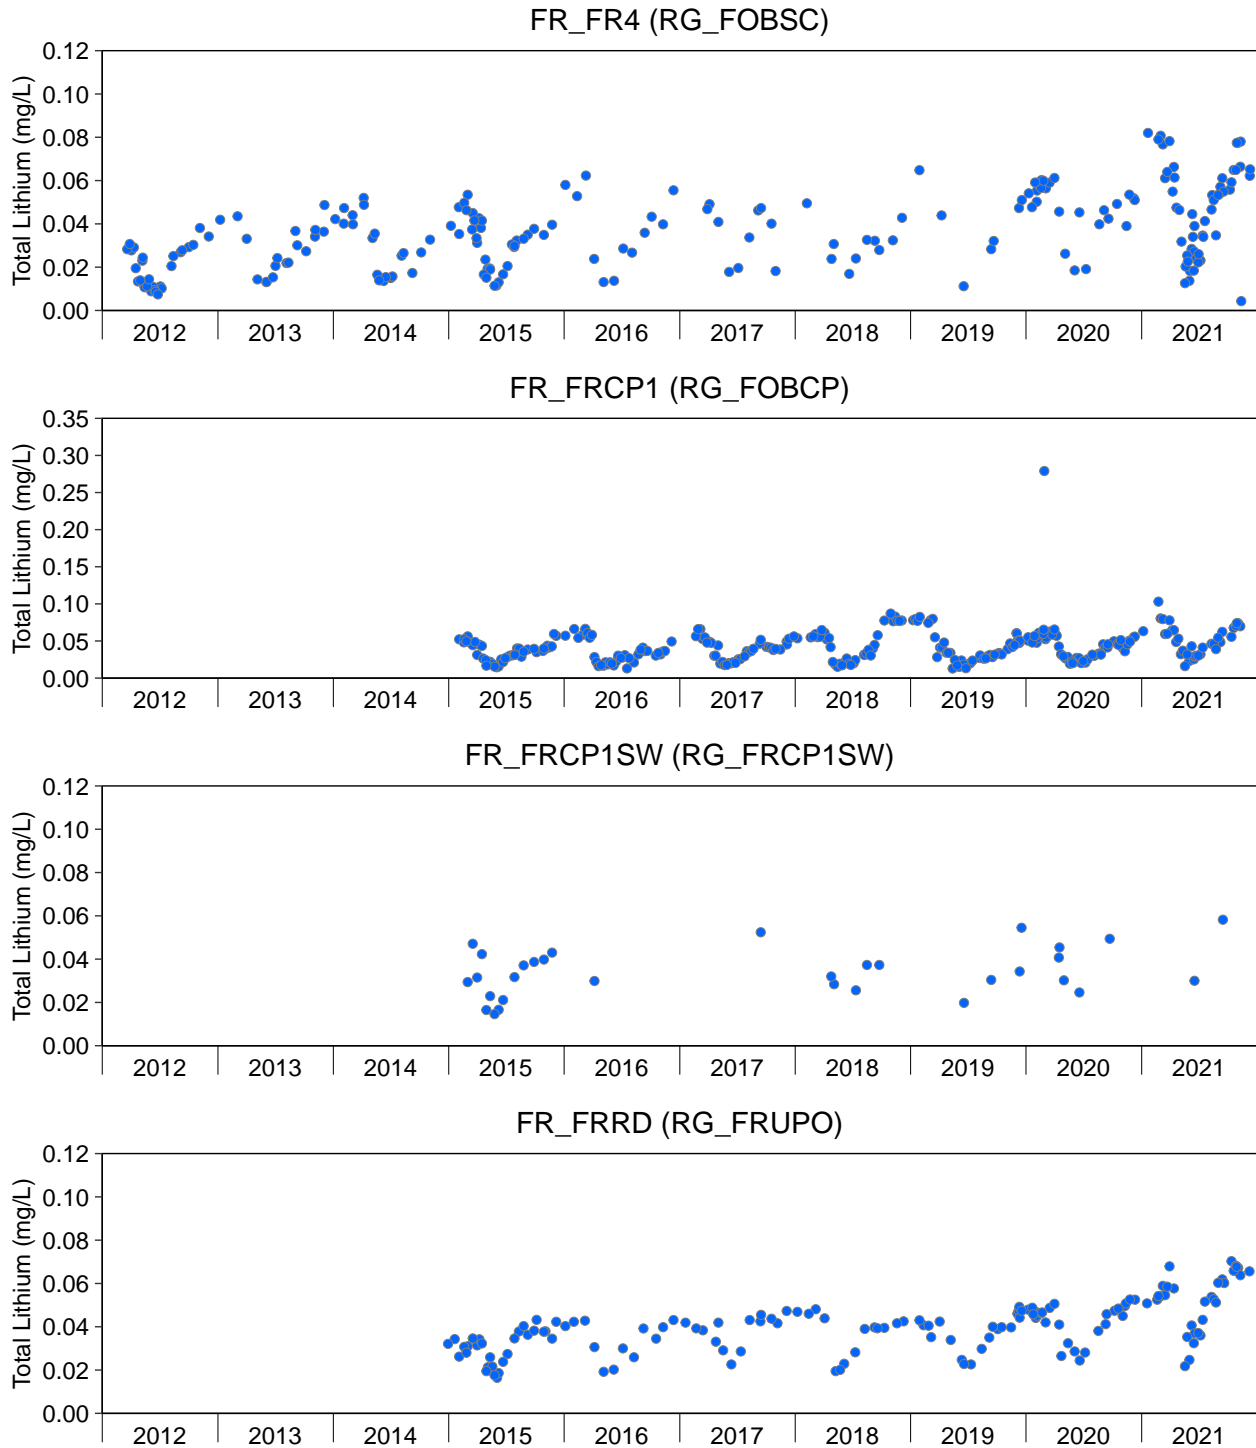 FR_FR4 (RG_FOBSC)
Total Lithium (mg/L)
0.12
0.10
0.08
0.06
0.04
0.02
0.00
2012 2013 2014 2015 2016 2017 2018 2019 2020 2021
FR_FRCP1 (RG_FOBCP)
Total Lithium (mg/L)
0.35
0.30
0.25
0.20
0.15
0.10
0.05
0.00
2012 2013 2014 2015 2016 2017 2018 2019 2020 2021
FR_FRCP1SW (RG_FRCP1SW)
Total Lithium (mg/L)
0.12
0.10
0.08
0.06
0.04
0.02
0.00
2012 2013 2014 2015 2016 2017 2018 2019 2020 2021
FR_FRRD (RG_FRUPO)
Total Lithium (mg/L)
0.12
0.10
0.08
0.06
0.04
0.02
0.00
2012 2013 2014 2015 2016 2017 2018 2019 2020 2021